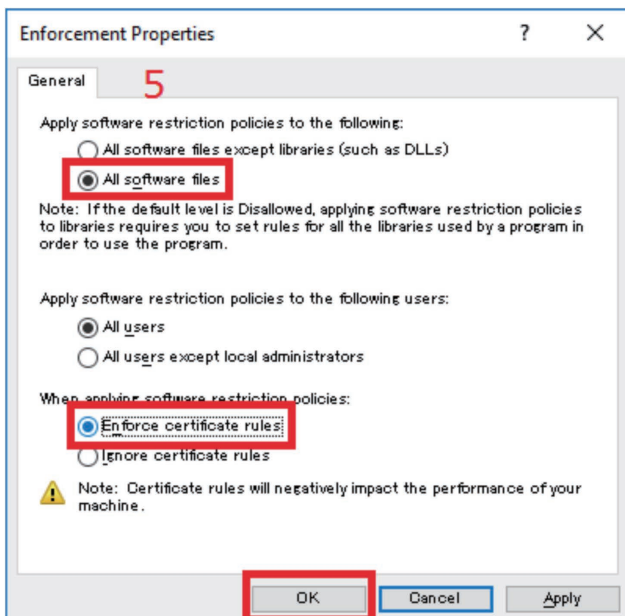 Enforcement Properties ? ×
General
5
Apply software restriction policies to the following:
All software files except libraries (such as DLLs)
All software files
Note: If the default level is Disallowed, applying software restriction policies
to libraries requires you to set rules for all the libraries used by a program in
order to use the program.
Apply software restriction policies to the following users:
All users
All users except local administrators
When applying software restriction policies:
Enforce certificate rules
Ignore certificate rules
Note: Certificate rules will negatively impact the performance of your
machine.
OK Cancel Apply